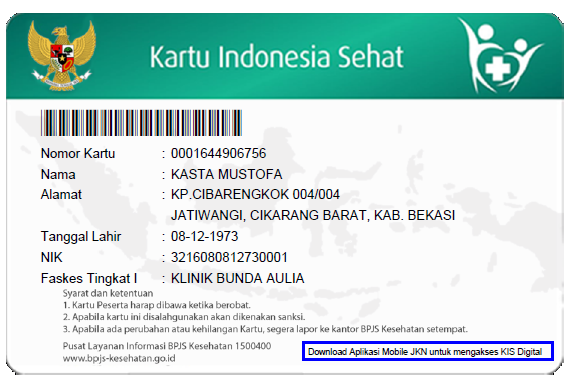 Kartu Indonesia Sehat
Nomor Kartu : 0001644906756
Nama : KASTA MUSTOFA
Alamat : KP.CIBARENGKOK 004/004
JATIWANGI, CIKARANG BARAT, KAB. BEKASI
Tanggal Lahir : 08-12-1973
NIK : 3216080812730001
Faskes Tingkat I : KLINIK BUNDA AULIA
Syarat dan ketentuan
1. Kartu Peserta harap dibawa ketika berobat.
2. Apabila kartu ini disalahgunakan akan dikenakan sanksi.
3. Apabila ada perubahan atau kehilangan Kartu, segera lapor ke kantor BPJS Kesehatan setempat.
Pusat Layanan Informasi BPJS Kesehatan 1500400
www.bpjs-kesehatan.go.id
Download Aplikasi Mobile JKN untuk mengakses KIS Digital